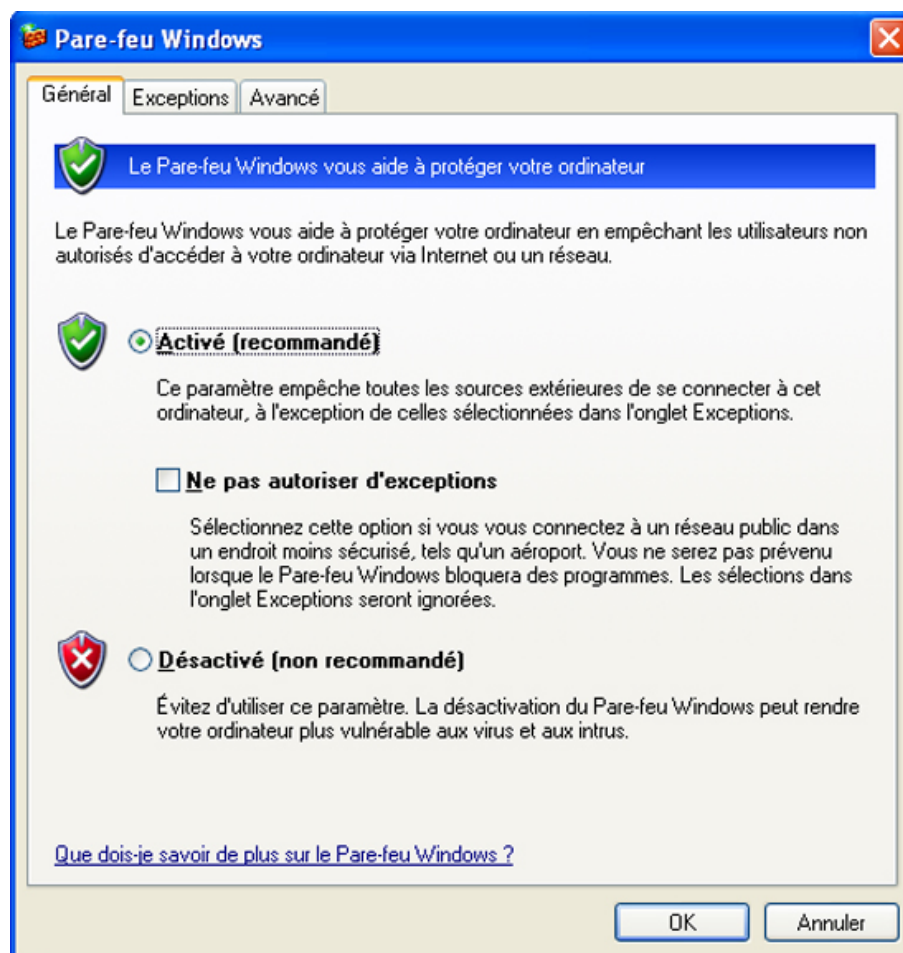 Pare-feu Windows
Général
Exceptions
Avancé
Le Pare-feu Windows vous aide à protéger votre ordinateur
Le Pare-feu Windows vous aide à protéger votre ordinateur en empêchant les utilisateurs non
autorisés d'accéder à votre ordinateur via Internet ou un réseau.
Activé (recommandé)
Ce paramètre empêche toutes les sources extérieures de se connecter à cet
ordinateur, à l'exception de celles sélectionnées dans l'onglet Exceptions.
Ne pas autoriser d'exceptions
Sélectionnez cette option si vous vous connectez à un réseau public dans
un endroit moins sécurisé, tels qu'un aéroport. Vous ne serez pas prévenu
lorsque le Pare-feu Windows bloquera des programmes. Les sélections dans
l'onglet Exceptions seront ignorées.
Désactivé (non recommandé)
Évitez d'utiliser ce paramètre. La désactivation du Pare-feu Windows peut rendre
votre ordinateur plus vulnérable aux virus et aux intrus.
Que dois-je savoir de plus sur le Pare-feu Windows ?
OK
Annuler